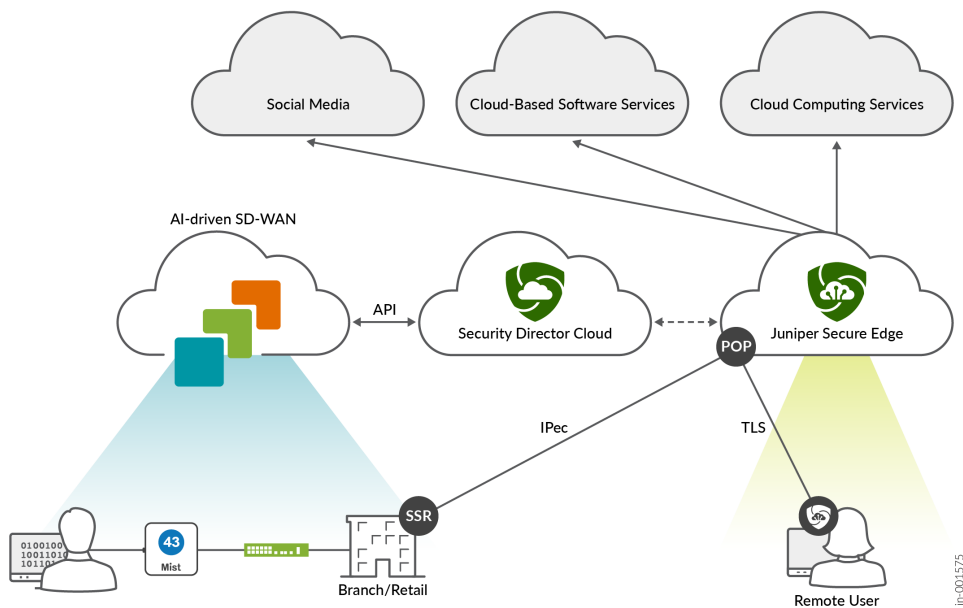 Social Media
Cloud-Based Software Services
Cloud Computing Services
AI-driven SD-WAN
API
Security Director Cloud
Juniper Secure Edge
POP
IPec
TLS
SSR
0100100
10011010
10110
43
Mist
Branch/Retail
Remote User
jn-001575